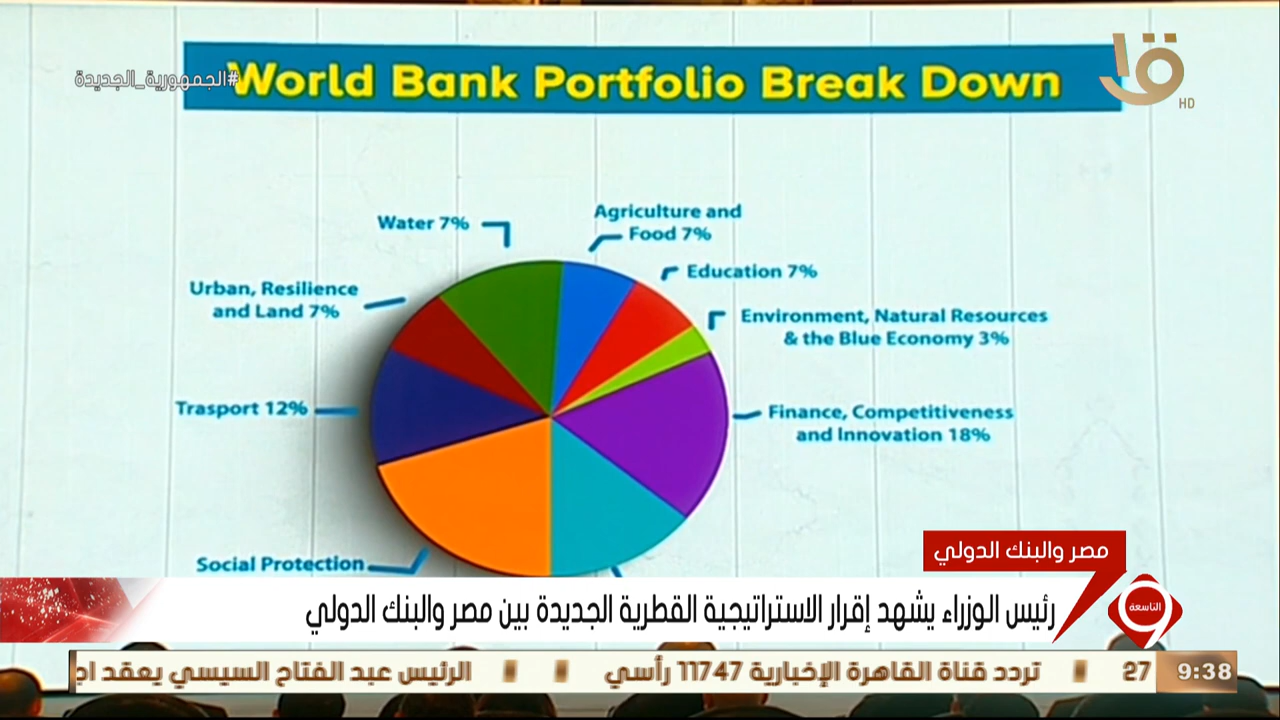 #الجمهورية_الجديدة
World Bank Portfolio Break Down
HD
Water 7%
Agriculture and
Food 7%
Education 7%
Urban, Resilience
and Land 7%
Environment, Natural Resources
& the Blue Economy 3%
Trasport 12%
Finance, Competitiveness
and Innovation 18%
Social Protection
مصر والبنك الدولي
التاسعة
رئيس الوزراء يشهد إقرار الاستراتيجية القطرية الجديدة بين مصر والبنك الدولي
9:38
27 تردد قناة القاهرة الإخبارية 11747 رأسي الرئيس عبد الفتاح السيسي يعقد